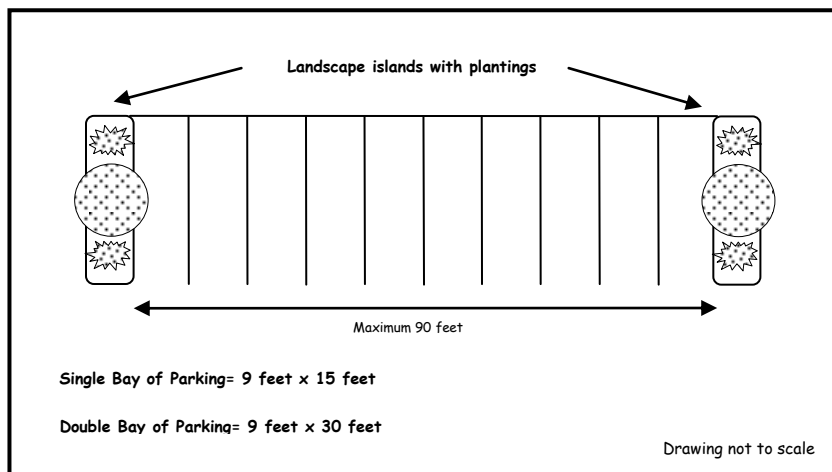 Landscape islands with plantings
Maximum 90 feet
Single Bay of Parking= 9 feet x 15 feet
Double Bay of Parking= 9 feet x 30 feet
Drawing not to scale